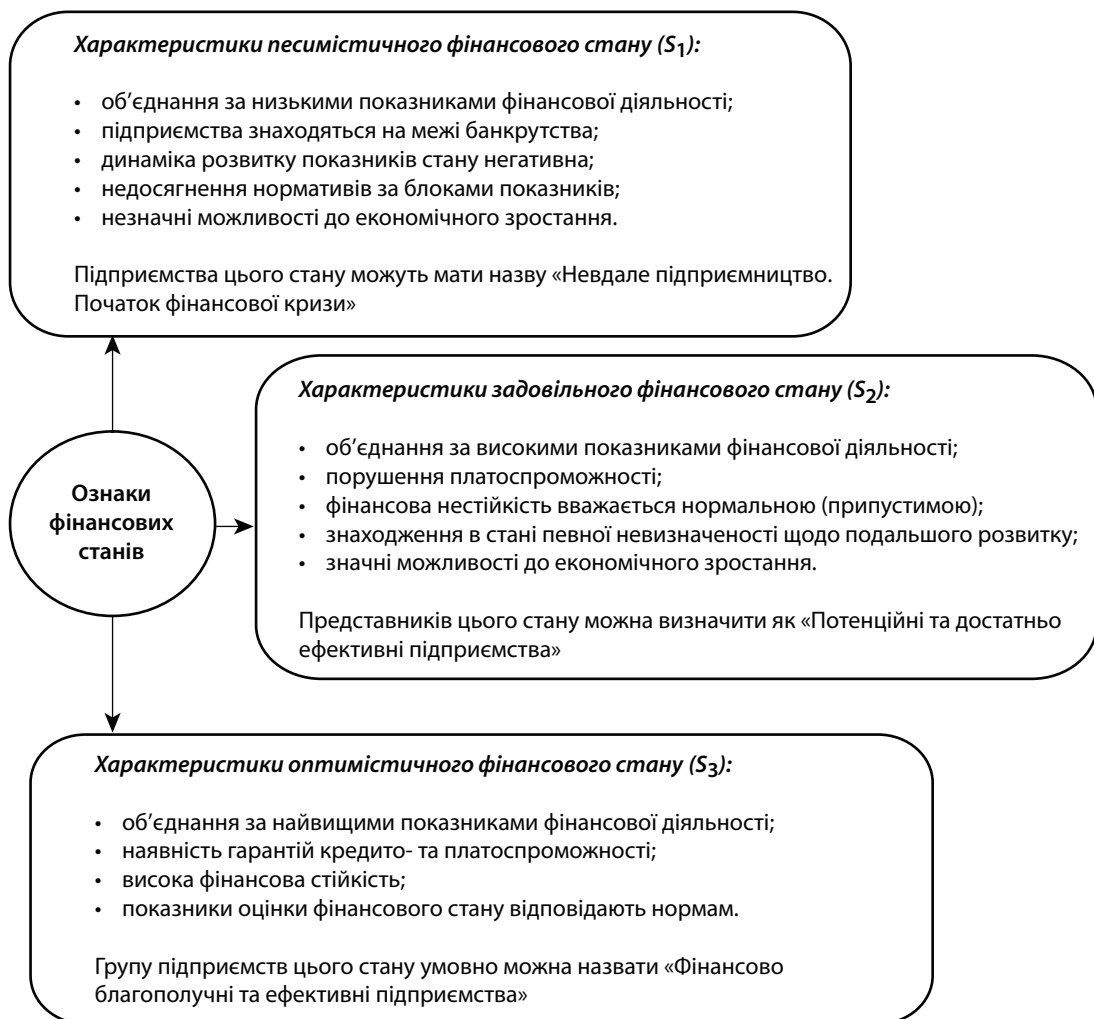 Характеристики песимістичного фінансового стану (S1):
• об’єднання за низькими показниками фінансової діяльності;
• підприємства знаходяться на межі банкрутства;
• динаміка розвитку показників стану негативна;
• недосягнення нормативів за блоками показників;
• незначні можливості до економічного зростання.
Підприємства цього стану можуть мати назву «Невдале підприємництво.
Початок фінансової кризи»
Характеристики задовільного фінансового стану (S2):
• об’єднання за високими показниками фінансової діяльності;
• порушення платоспроможності;
• фінансова нестійкість вважається нормальною (припустимою);
• знаходження в стані певної невизначеності щодо подальшого розвитку;
• значні можливості до економічного зростання.
Представників цього стану можна визначити як «Потенційні та достатньо
ефективні підприємства»
Ознаки
фінансових
станів
Характеристики оптимістичного фінансового стану (S3):
• об’єднання за найвищими показниками фінансової діяльності;
• наявність гарантій кредито- та платоспроможності;
• висока фінансова стійкість;
• показники оцінки фінансового стану відповідають нормам.
Групу підприємств цього стану умовно можна назвати «Фінансово
благополучні та ефективні підприємства»